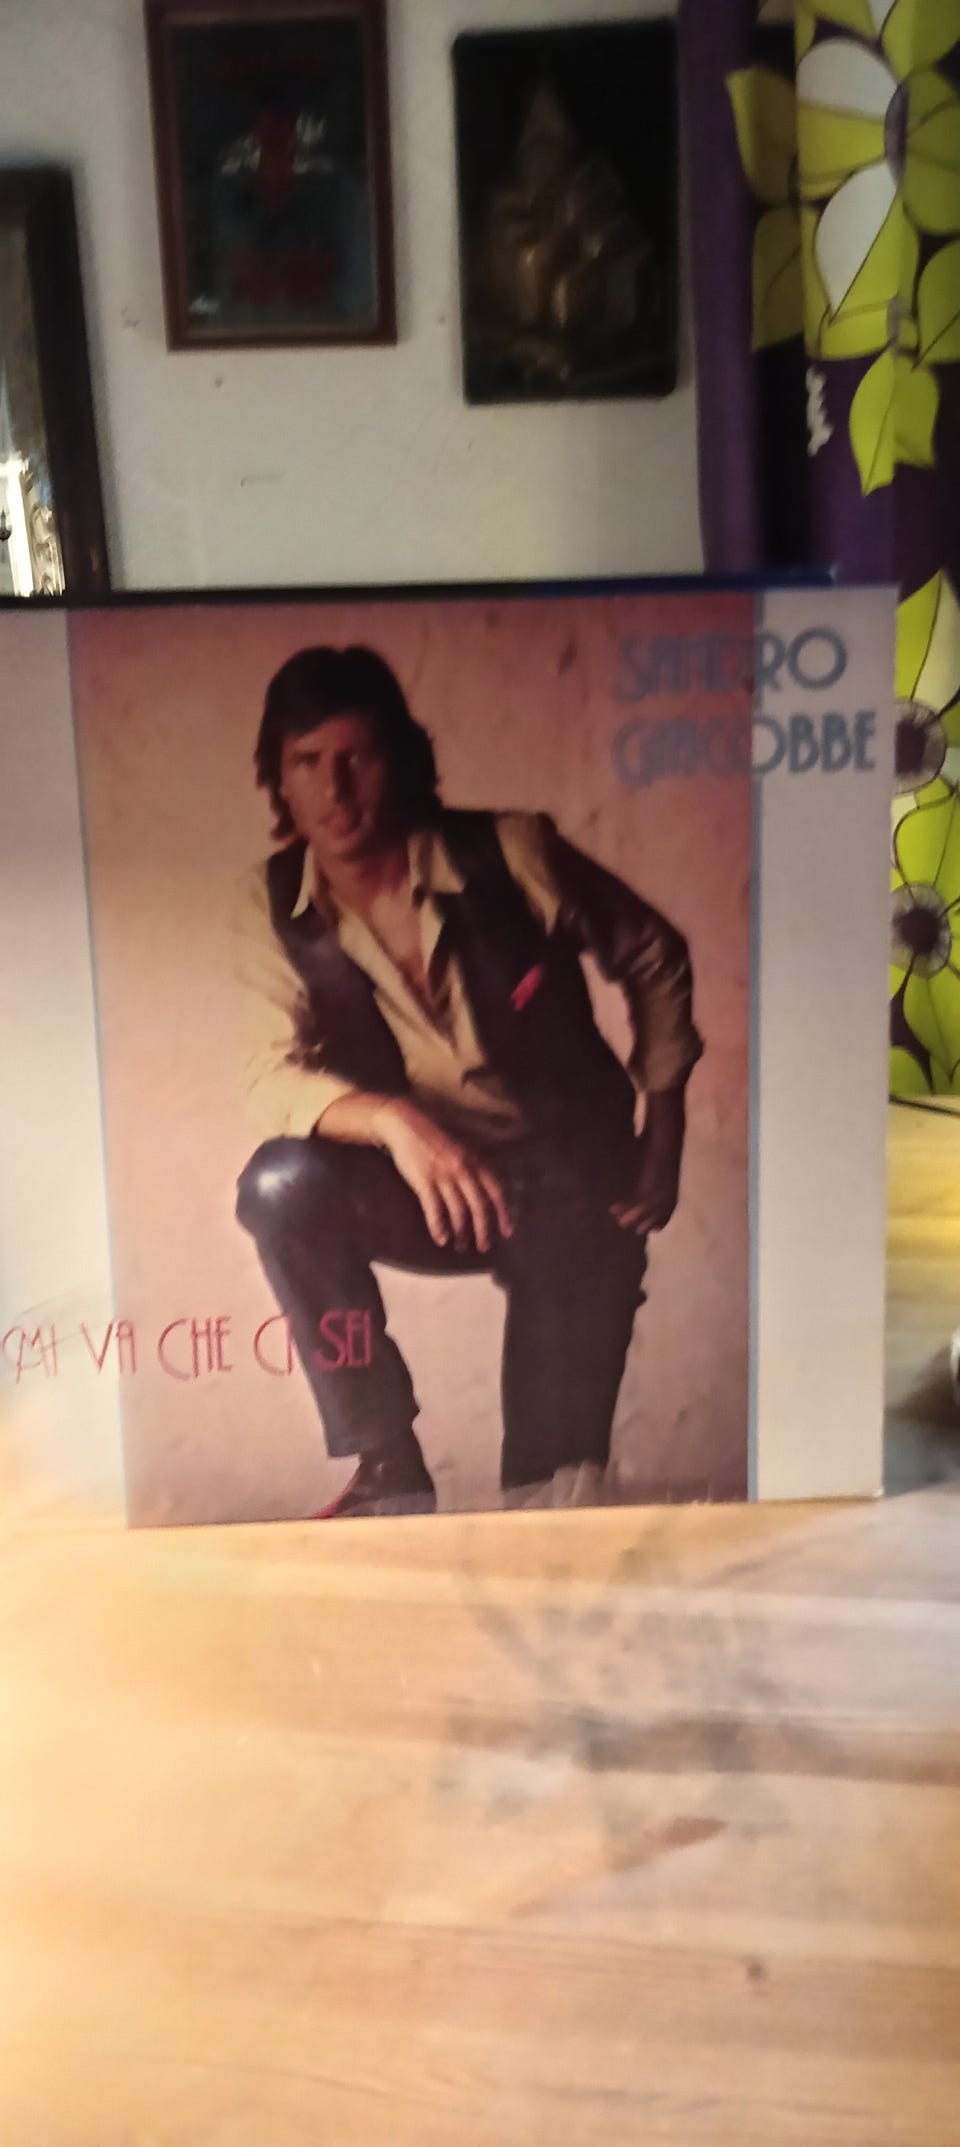 SANDRO
GIACOBBE
MI VA CHE CI SEI